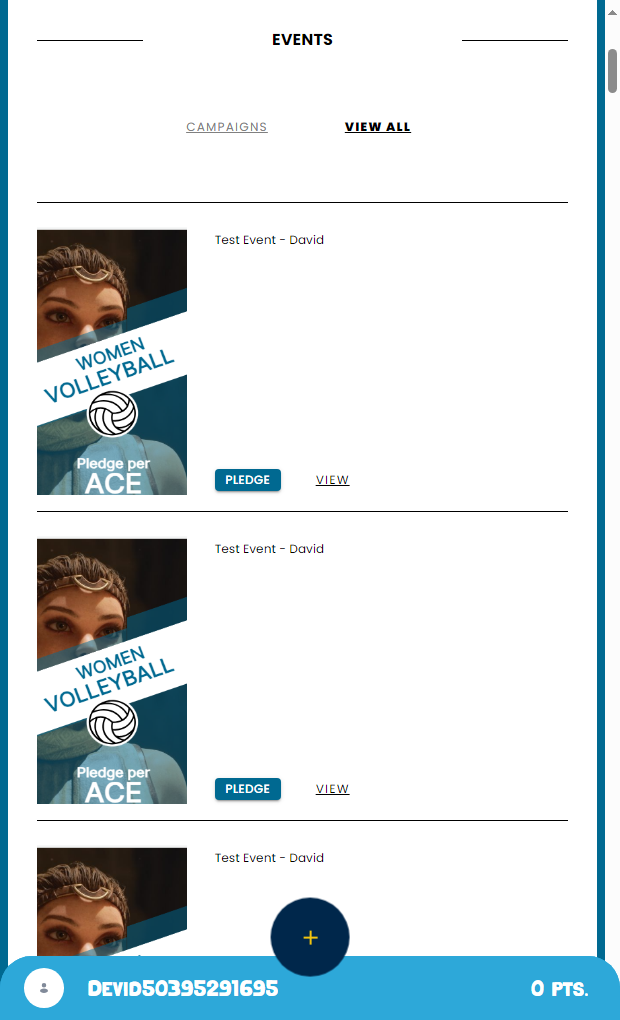 EVENTS
CAMPAIGNS VIEW ALL
Test Event - David
WOMEN
VOLLEYBALL
Pledge per
ACE
PLEDGE VIEW
Test Event - David
WOMEN
VOLLEYBALL
Pledge per
ACE
PLEDGE VIEW
Test Event - David
+
DEVID50395291695 0 PTS.